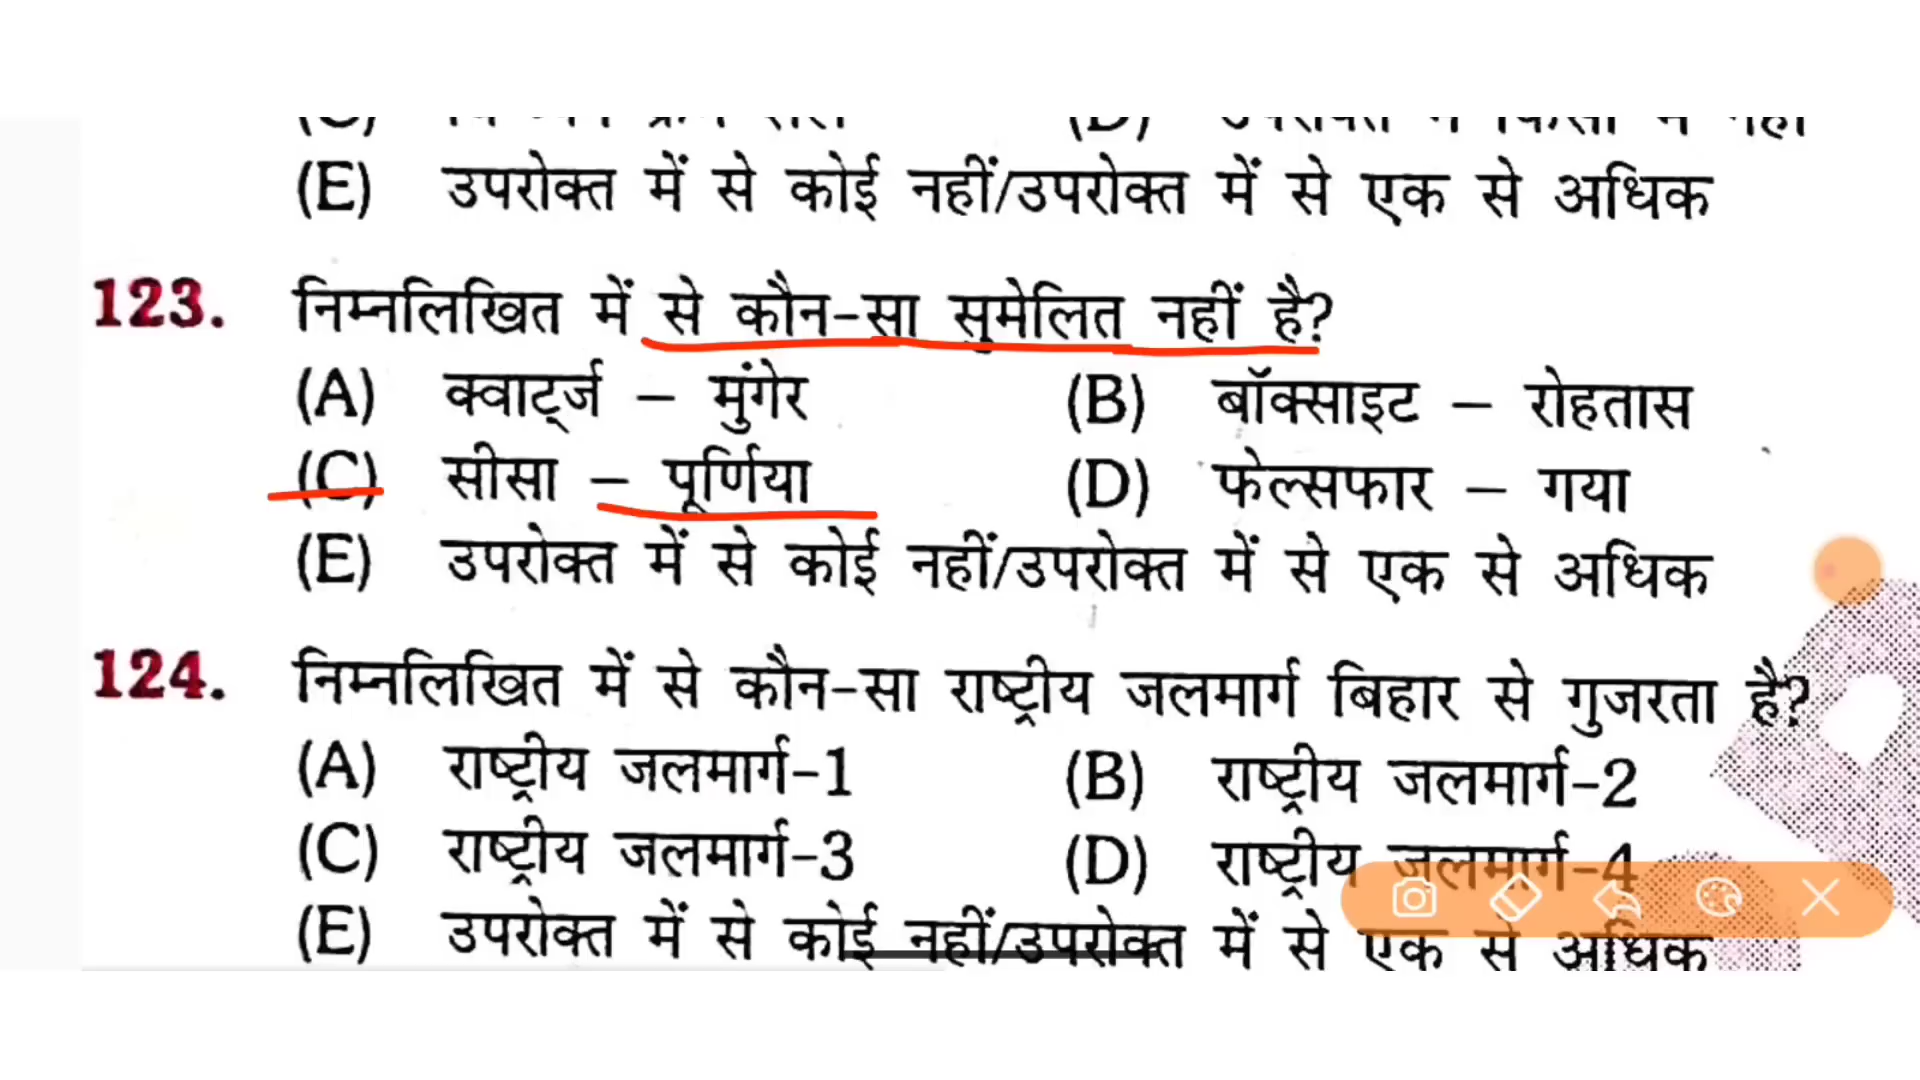 (E) उपरोक्त में से कोई नहीं/उपरोक्त में से एक से अधिक
123. निम्नलिखित में से कौन-सा सुमेलित नहीं है?
(A) क्वार्ट्ज – मुंगेर (B) बॉक्साइट – रोहतास
(C) सीसा – पूर्णिया (D) फेल्सफार – गया
(E) उपरोक्त में से कोई नहीं/उपरोक्त में से एक से अधिक
124. निम्नलिखित में से कौन-सा राष्ट्रीय जलमार्ग बिहार से गुजरता है?
(A) राष्ट्रीय जलमार्ग-1 (B) राष्ट्रीय जलमार्ग-2
(C) राष्ट्रीय जलमार्ग-3 (D) राष्ट्रीय जलमार्ग-4
(E) उपरोक्त में से कोई नहीं/उपरोक्त में से एक से अधिक